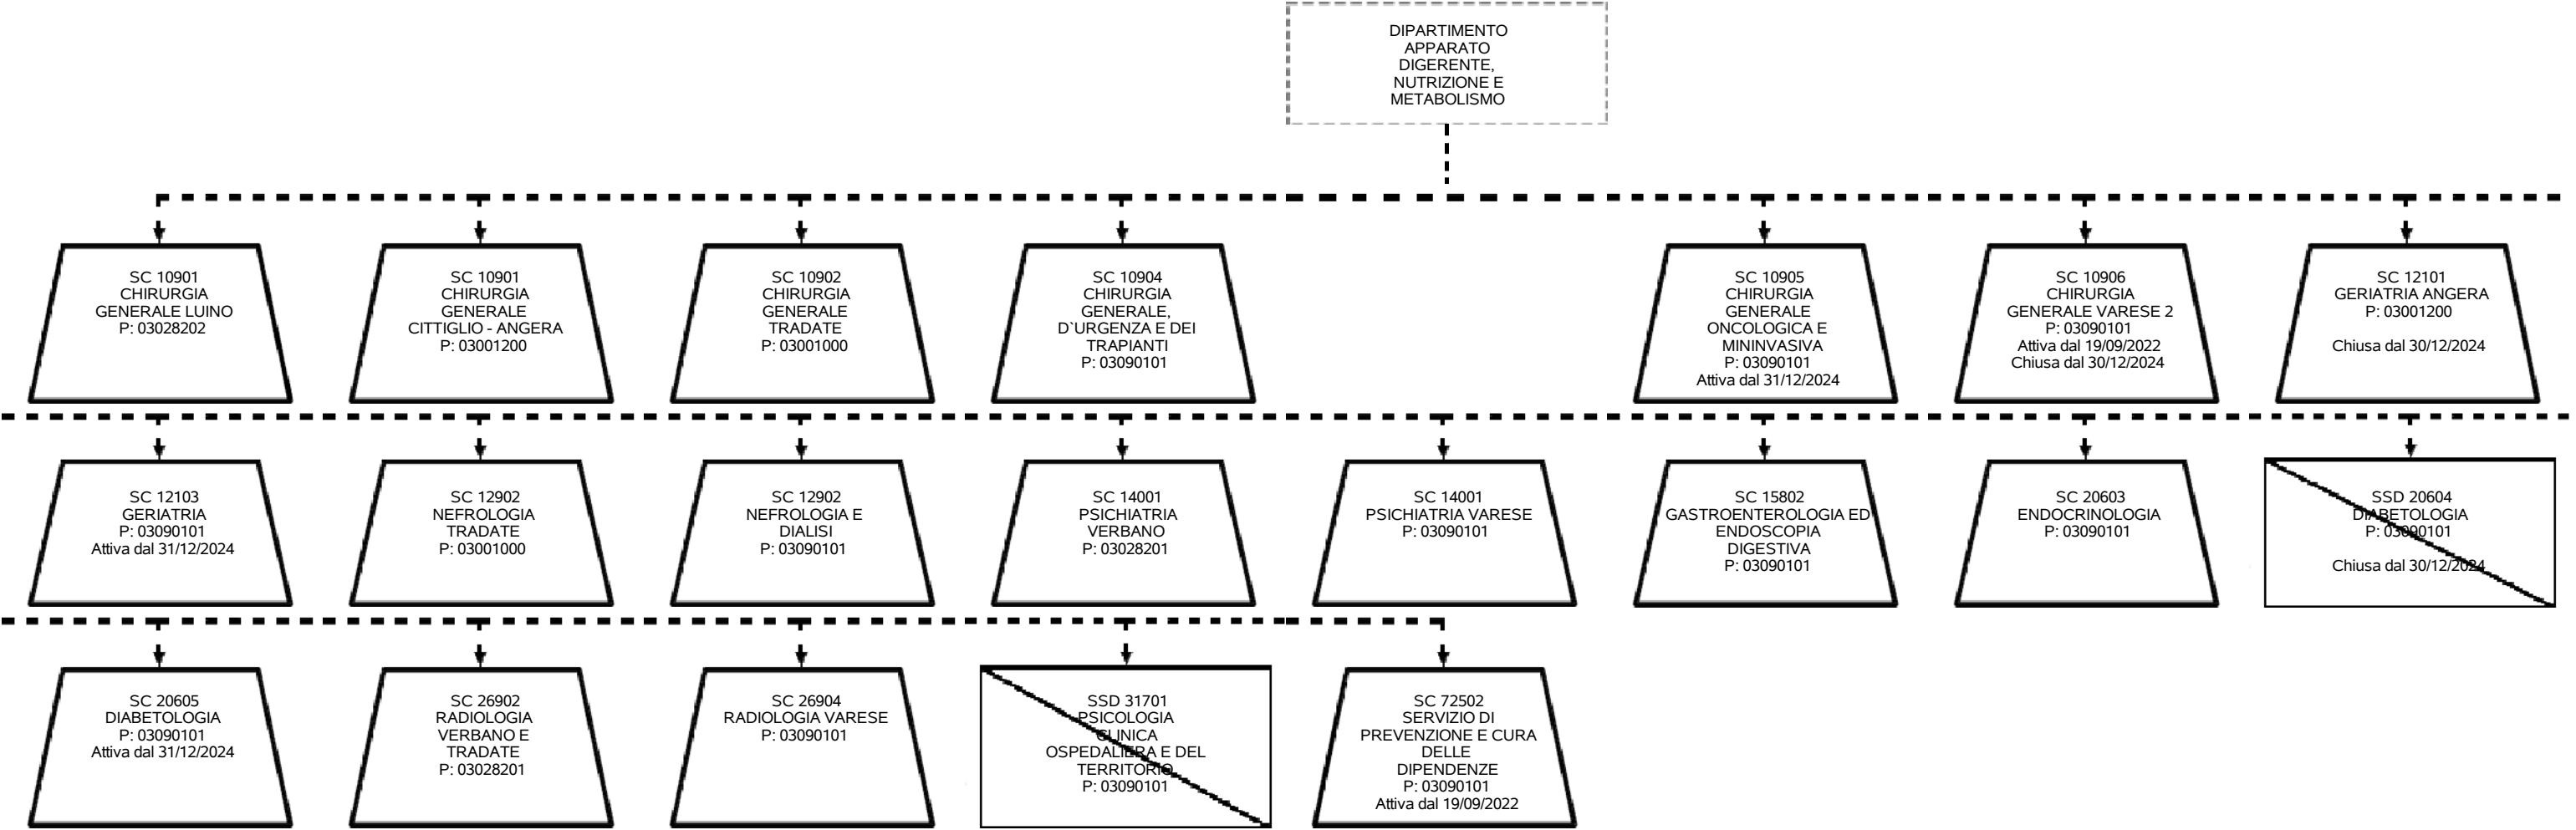 DIPARTIMENTO
APPARATO
DIGERENTE,
NUTRIZIONE E
METABOLISMO
SC 10901
CHIRURGIA
GENERALE LUINO
P: 03028202
SC 10901
CHIRURGIA
GENERALE
CITTIGLIO - ANGERA
P: 03001200
SC 10902
CHIRURGIA
GENERALE
TRADATE
P: 03001000
SC 10904
CHIRURGIA
GENERALE,
D`URGENZA E DEI
TRAPIANTI
P: 03090101
SC 10905
CHIRURGIA
GENERALE
ONCOLOGICA E
MININVASIVA
P: 03090101
Attiva dal 31/12/2024
SC 10906
CHIRURGIA
GENERALE VARESE 2
P: 03090101
Attiva dal 19/09/2022
Chiusa dal 30/12/2024
SC 12101
GERIATRIA ANGERA
P: 03001200
Chiusa dal 30/12/2024
SC 12103
GERIATRIA
P: 03090101
Attiva dal 31/12/2024
SC 12902
NEFROLOGIA
TRADATE
P: 03001000
SC 12902
NEFROLOGIA E
DIALISI
P: 03090101
SC 14001
PSICHIATRIA
VERBANO
P: 03028201
SC 14001
PSICHIATRIA VARESE
P: 03090101
SC 15802
GASTROENTEROLOGIA ED
ENDOSCOPIA
DIGESTIVA
P: 03090101
SC 20603
ENDOCRINOLOGIA
P: 03090101
SSD 20604
DIABETOLOGIA
P: 03090101
Chiusa dal 30/12/2024
SC 20605
DIABETOLOGIA
P: 03090101
Attiva dal 31/12/2024
SC 26902
RADIOLOGIA
VERBANO E
TRADATE
P: 03028201
SC 26904
RADIOLOGIA VARESE
P: 03090101
SSD 31701
PSICOLOGIA
CLINICA
OSPEDALIERA E DEL
TERRITORIO
P: 03090101
SC 72502
SERVIZIO DI
PREVENZIONE E CURA
DELLE
DIPENDENZE
P: 03090101
Attiva dal 19/09/2022